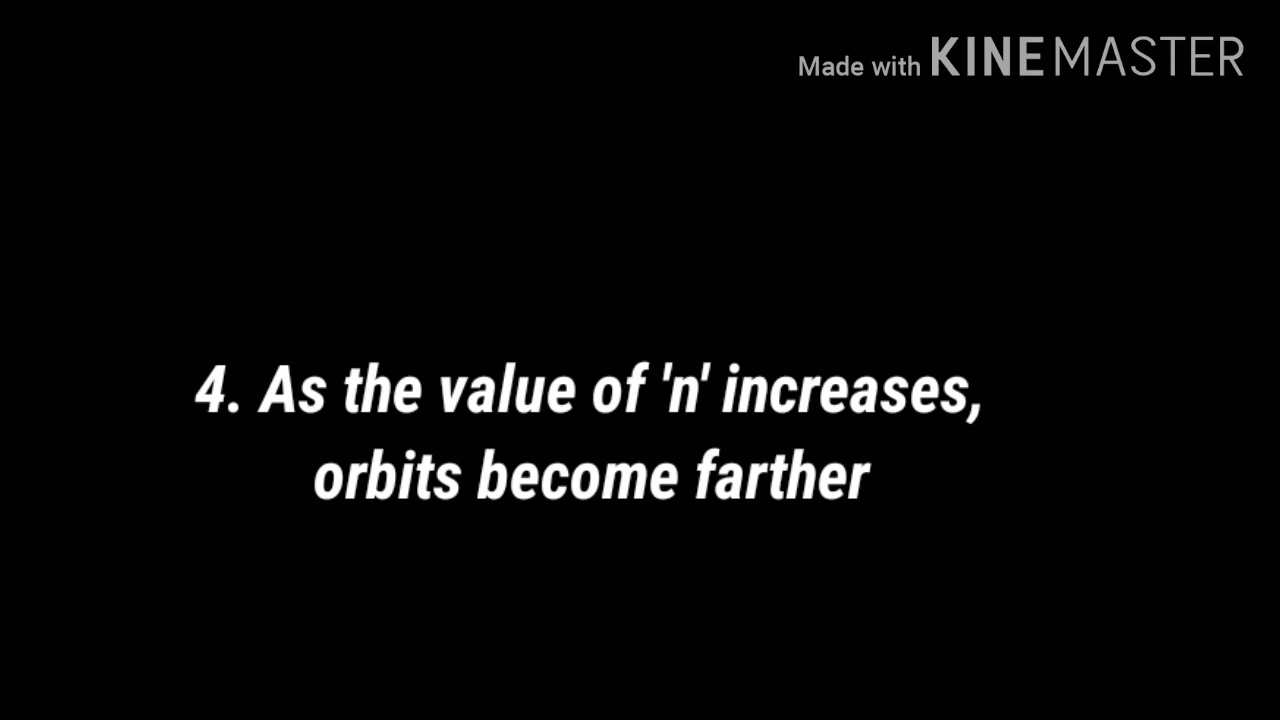 Made with KINEMASTER
4. As the value of 'n' increases,
orbits become farther